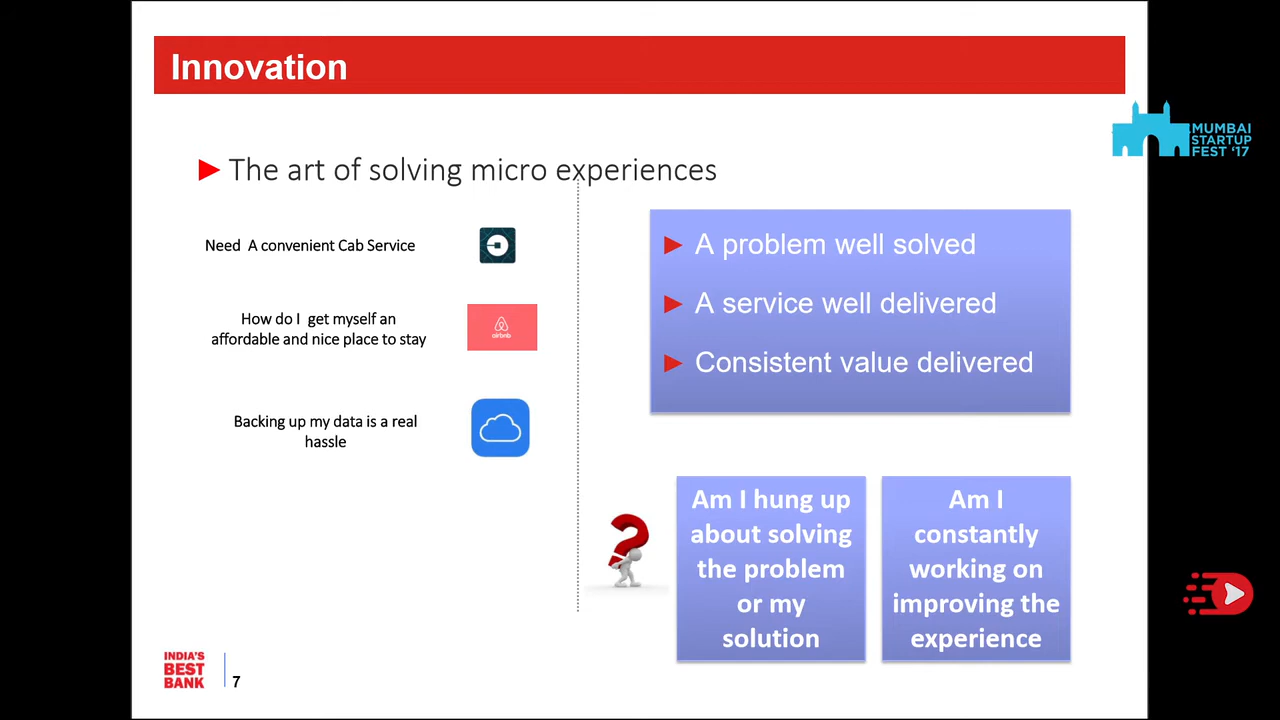 Innovation
MUMBAI
STARTUP
FEST '17
The art of solving micro experiences
Need A convenient Cab Service
How do I get myself an
affordable and nice place to stay
airbnb
Backing up my data is a real
hassle
A problem well solved
A service well delivered
Consistent value delivered
Am I hung up
about solving
the problem
or my
solution
Am I
constantly
working on
improving the
experience
INDIA'S
BEST
BANK
7